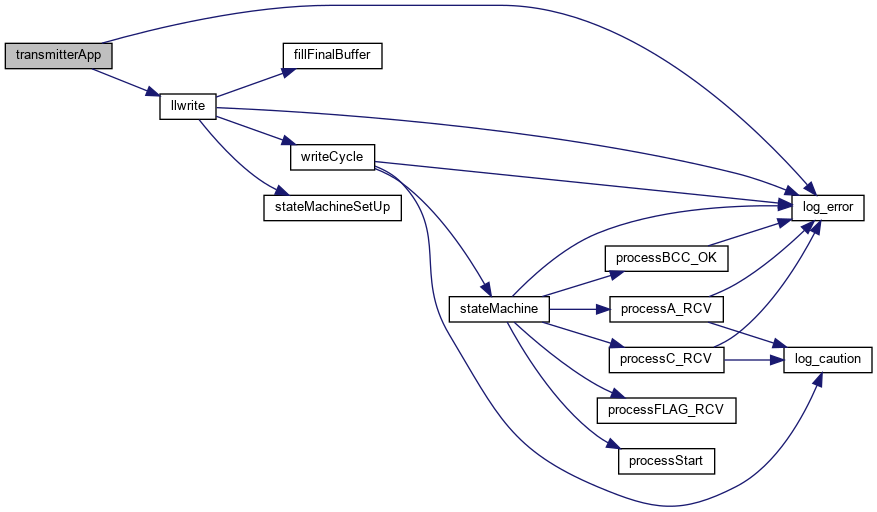 transmitterApp
fillFinalBuffer
llwrite
writeCycle
stateMachineSetUp
log_error
processBCC_OK
stateMachine
processA_RCV
processC_RCV
log_caution
processFLAG_RCV
processStart